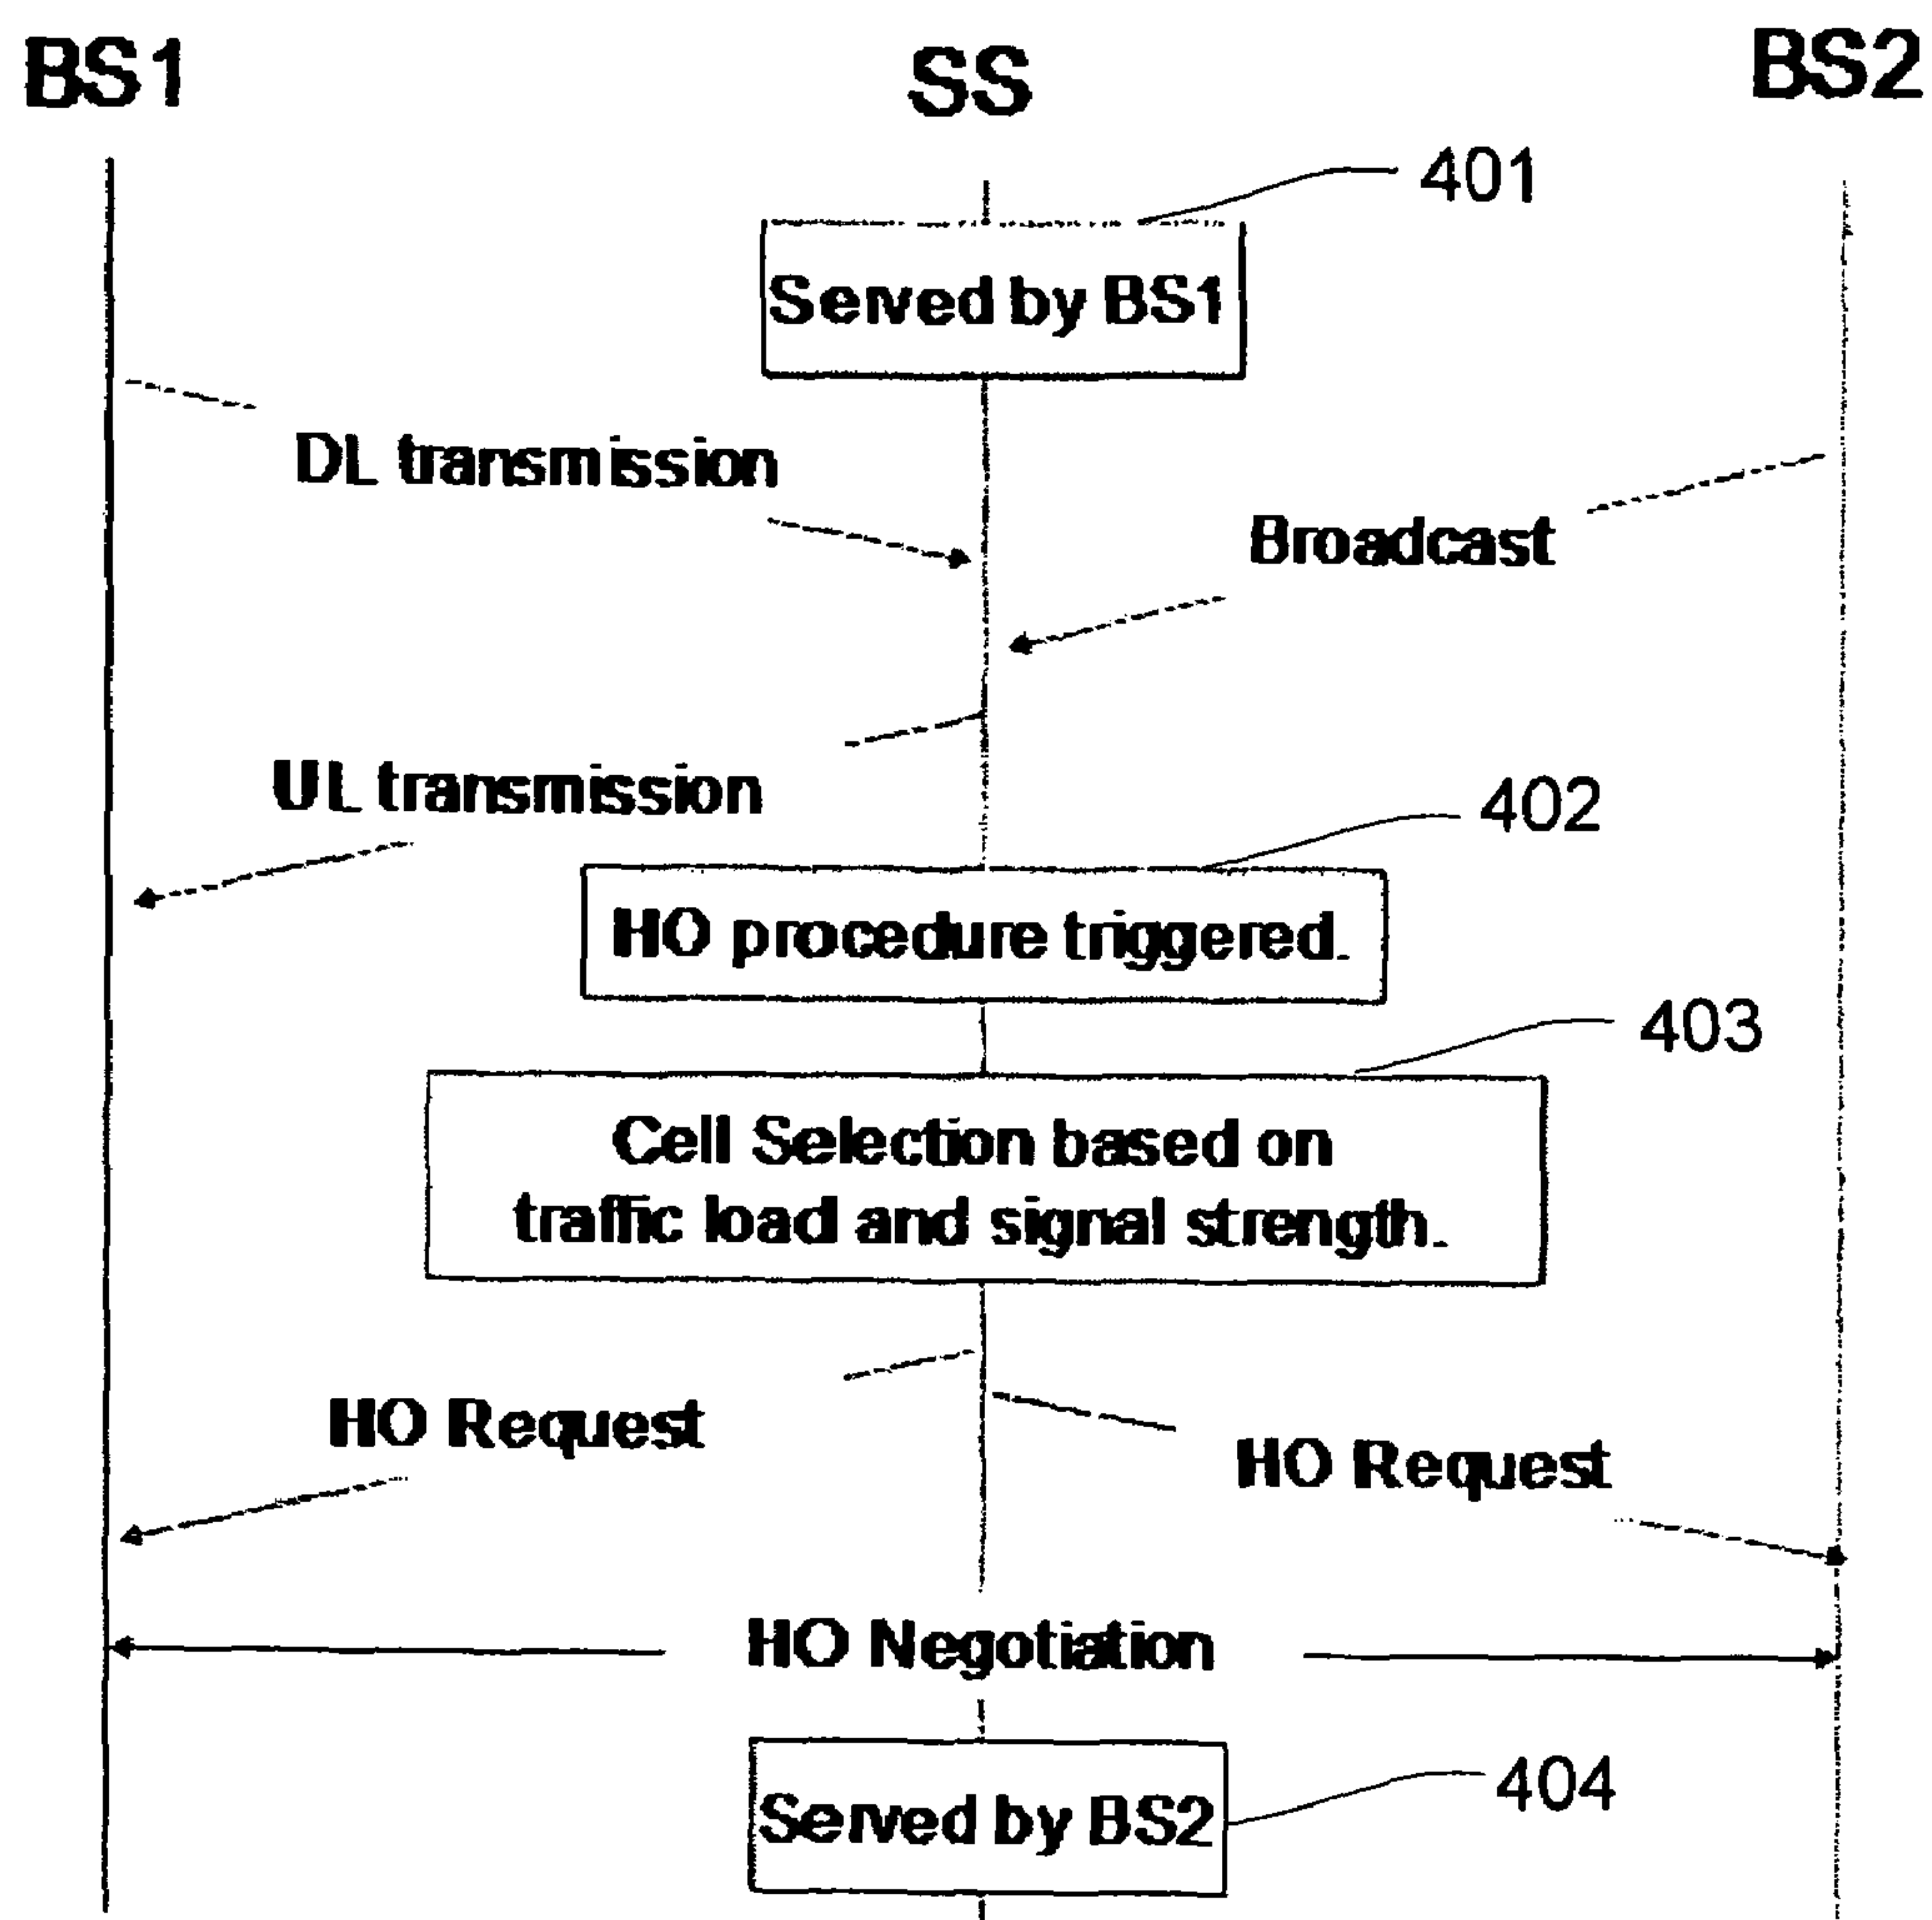 BS1
SS
BS2
401
Served by BS1
DL transmission
Broadcast
UL transmission
402
HO procedure triggered.
403
Cell Selection based on
traffic load and signal strength.
HO Request
HO Request
HO Negotiation
Served by BS2
404